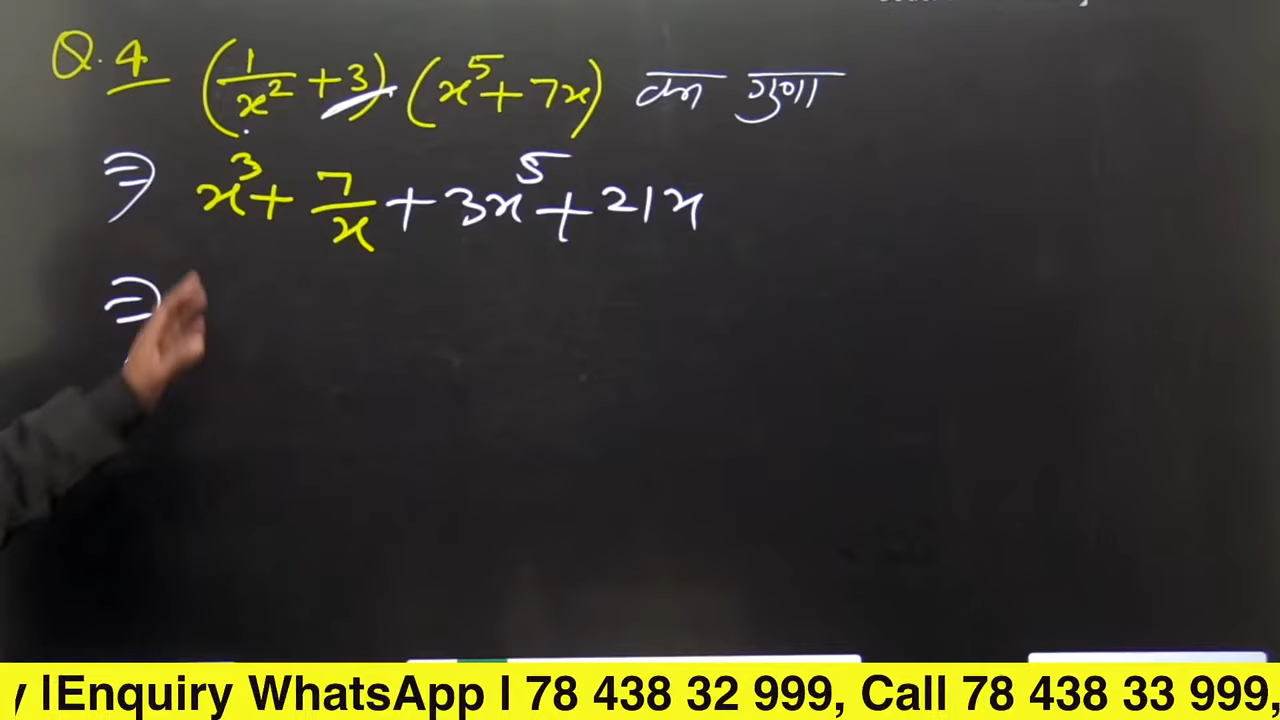 Q. 4 (1/x² + 3) (x⁵ + 7x) का गुणा
⇒ x³ + 7/x + 3x⁵ + 21x
⇒
y |Enquiry WhatsApp l 78 438 32 999, Call 78 438 33 999,